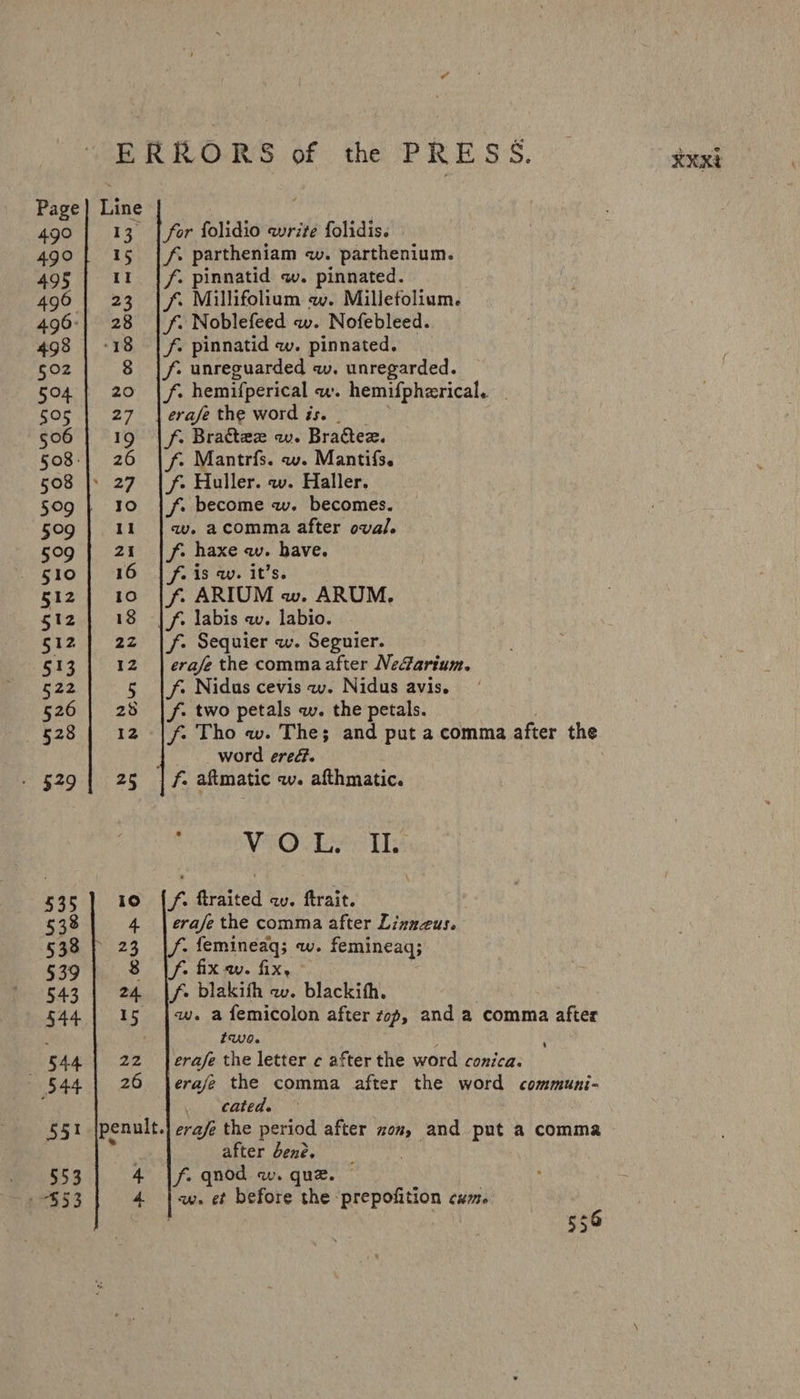 ERRORS of the PRESS. xxxi
Page Line
490 13 for folidio write folidis.
490 15 f. partheniam w. parthenium.
495 11 f. pinnatid w. pinnated.
496 23 f. Millifolium w. Millefolium.
496 28 f. Noblefeed w. Nofebleed.
498 18 f. pinnatid w. pinnated.
502 8 f. unreguarded w. unregarded.
504 20 f. hemifperical w. hemifphærical.
505 27 erafe the word is.
506 19 f. Bracteæ w. Bracteæ.
508 26 f. Mantrfs. w. Mantifs.
508 27 f. Huller. w. Haller.
509 10 f. become w. becomes.
509 11 w. a comma after oval.
509 21 f. haxe w. have.
510 16 f. is w. it's.
512 10 f. ARIUM w. ARUM.
512 18 f. labis w. labio.
512 22 f. Sequier w. Seguier.
513 12 erafe the comma after Nectarium.
522 5 f. Nidus cevis w. Nidus avis.
526 28 f. two petals w. the petals.
528 12 f. Tho w. The; and put a comma after the
word erect.
529 25 f. aftmatic w. afthmatic.
VOL. II.
535 10 f. ftraited w. ftrait.
538 4 erafe the comma after Linnæus.
538 23 f. femineaq; w. femineaq;
539 8 f. fix w. fix,
543 24 f. blakifh w. blackifh.
544 15 w. a femicolon after top, and a comma after
two.
544 22 erafe the letter c after the word conica.
544 26 erafe the comma after the word communi-
cated.
551 penult. erafe the period after non, and put a comma
after benè.
553 4 f. qnod w. quæ.
553 4 w. et before the prepofition cum.
556